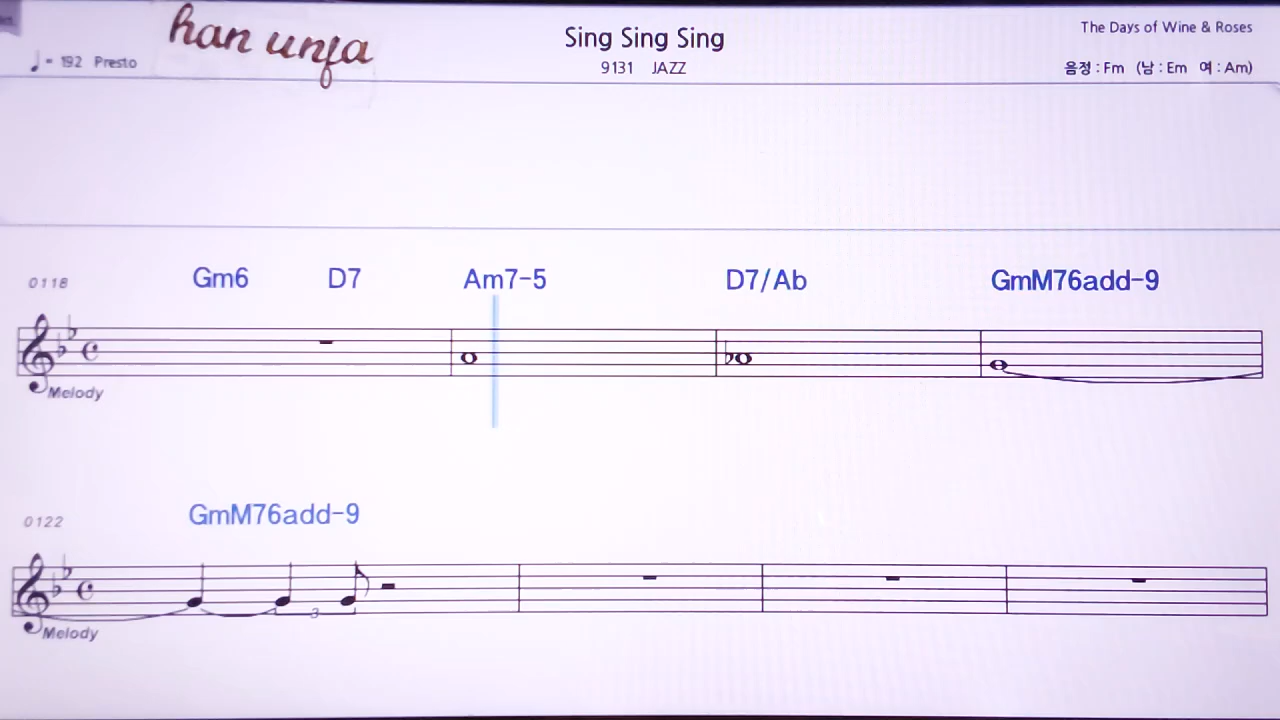 han unfa
Sing Sing Sing
The Days of Wine & Roses
♩ = 192 Presto
9131 JAZZ
음정 : Fm (남 : Em 여 : Am)
0118
Gm6 D7 Am7-5 D7/Ab GmM76add-9
Melody
0122
GmM76add-9
3
Melody